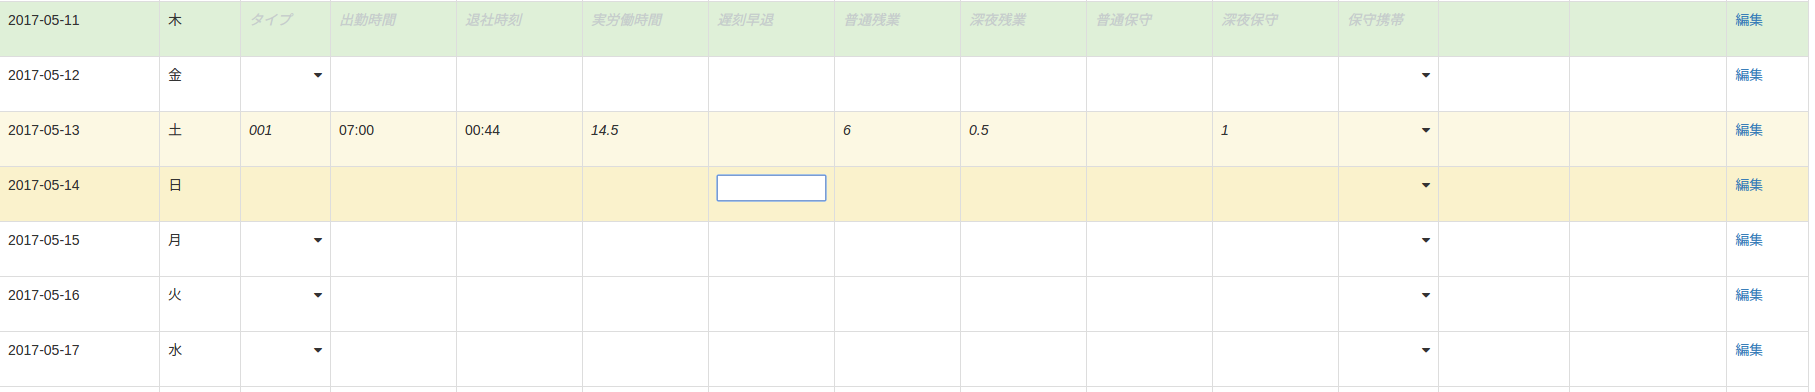 2017-05-11 木 タイプ 出勤時間 退社時刻 実労働時間 遅刻早退 普通残業 深夜残業 普通保守 深夜保守 保守携帯 編集
2017-05-12 金 編集
2017-05-13 土 001 07:00 00:44 14.5 6 0.5 1 編集
2017-05-14 日 編集
2017-05-15 月 編集
2017-05-16 火 編集
2017-05-17 水 編集